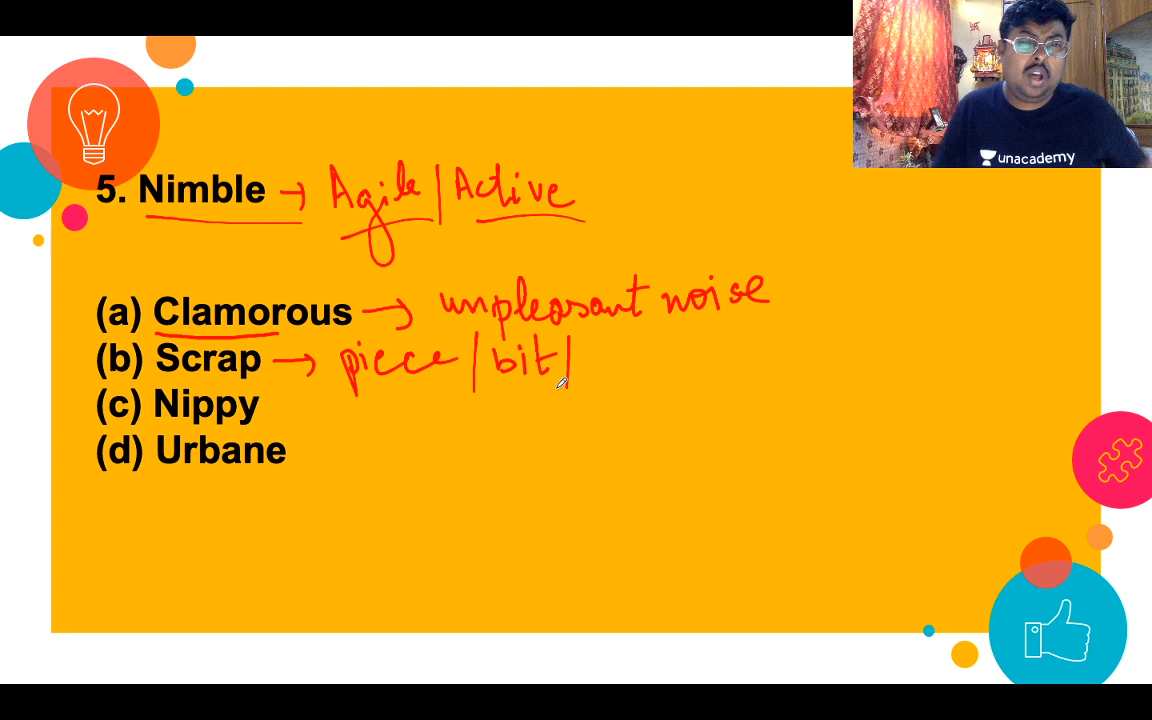 unacademy
5. Nimble → Agile | Active
(a) Clamorous → unpleasant noise
(b) Scrap → piece | bit |
(c) Nippy
(d) Urbane